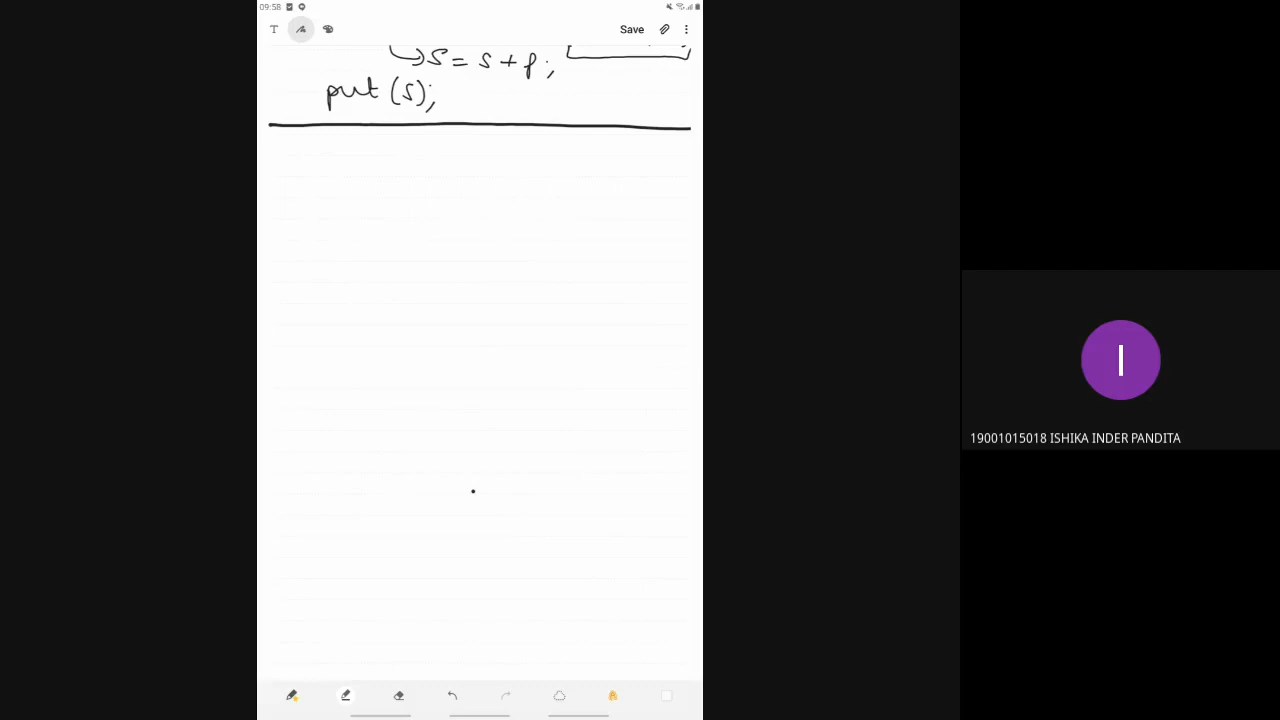 09:58
T Save
s = s + p;
put (s);
I
19001015018 ISHIKA INDER PANDITA